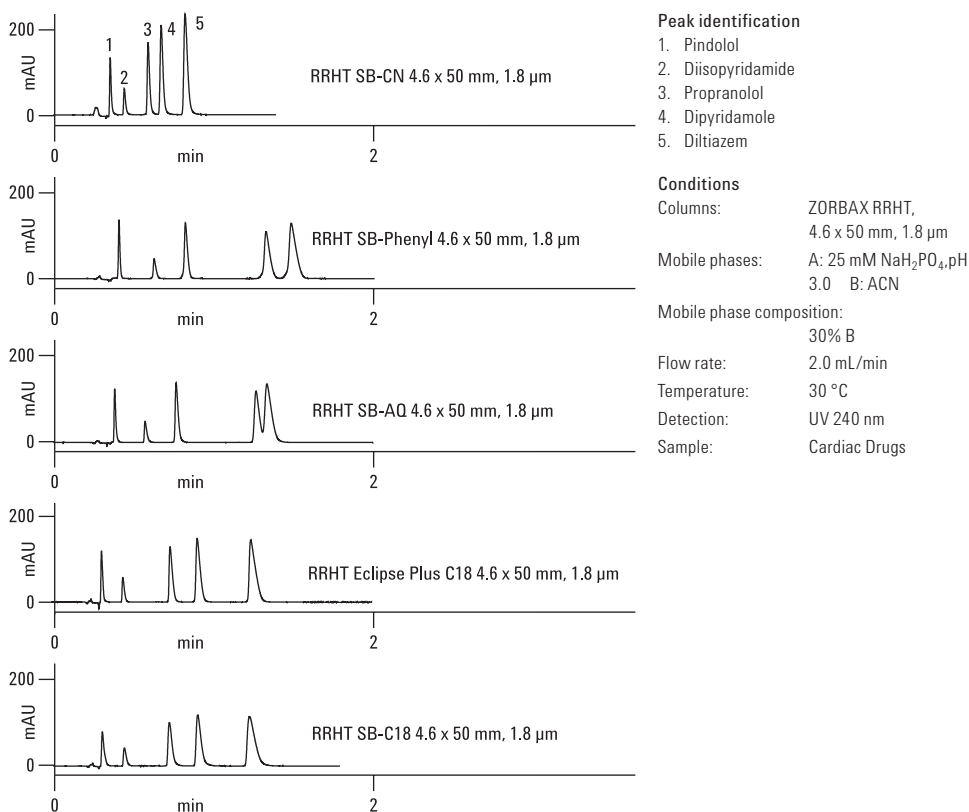 200
mAU
0
1
2
3
4
5
RRHT SB-CN 4.6 x 50 mm, 1.8 µm
0
min
2
200
mAU
0
RRHT SB-Phenyl 4.6 x 50 mm, 1.8 µm
0
min
2
200
mAU
0
RRHT SB-AQ 4.6 x 50 mm, 1.8 µm
0
min
2
200
mAU
0
RRHT Eclipse Plus C18 4.6 x 50 mm, 1.8 µm
0
min
2
200
mAU
0
RRHT SB-C18 4.6 x 50 mm, 1.8 µm
0
min
2
Peak identification
1. Pindolol
2. Diisopyridamide
3. Propranolol
4. Dipyridamole
5. Diltiazem
Conditions
Columns: ZORBAX RRHT,
4.6 x 50 mm, 1.8 µm
Mobile phases: A: 25 mM NaH₂PO₄,pH
3.0 B: ACN
Mobile phase composition:
30% B
Flow rate: 2.0 mL/min
Temperature: 30 °C
Detection: UV 240 nm
Sample: Cardiac Drugs